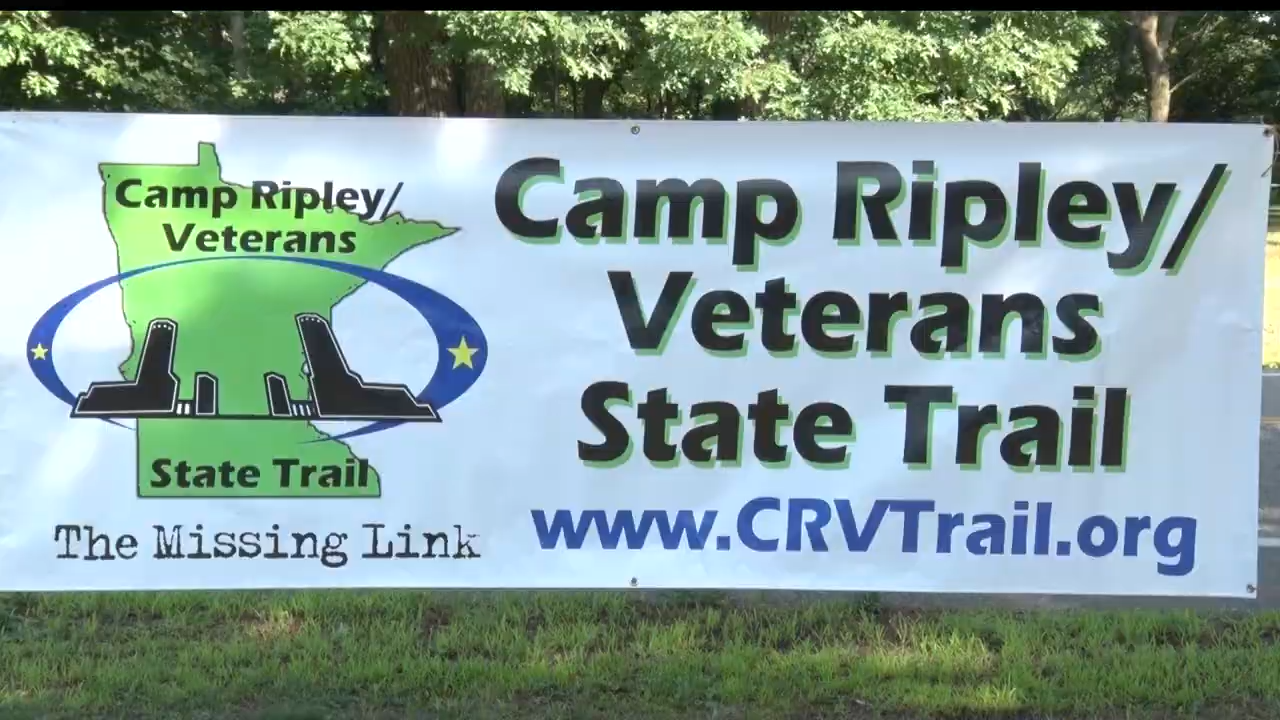 Camp Ripley/
Veterans
State Trail
The Missing Link
Camp Ripley/
Veterans
State Trail
www.CRVTrail.org